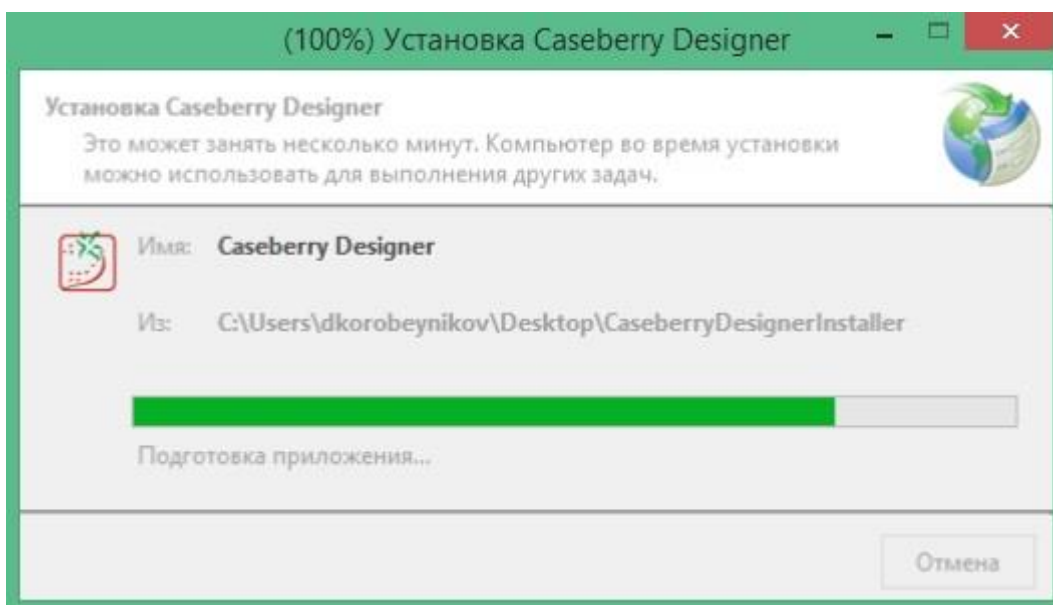 (100%) Установка Caseberry Designer
Установка Caseberry Designer
Это может занять несколько минут. Компьютер во время установки
можно использовать для выполнения других задач.
Имя: Caseberry Designer
Из: C:\Users\dkorobeynikov\Desktop\CaseberryDesignerInstaller
Подготовка приложения...
Отмена